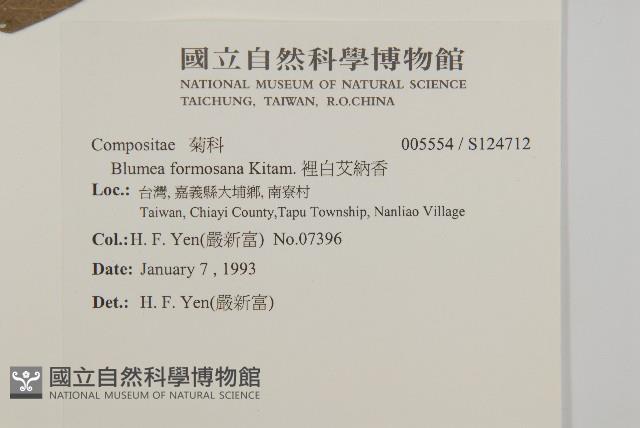 國立自然科學博物館
NATIONAL MUSEUM OF NATURAL SCIENCE
TAICHUNG, TAIWAN, R.O.CHINA
Compositae 菊科 005554 / S124712
Blumea formosana Kitam. 裡白艾納香
Loc.: 台灣, 嘉義縣大埔鄉, 南寮村
Taiwan, Chiayi County,Tapu Township, Nanliao Village
Col.:H. F. Yen(嚴新富) No.07396
Date: January 7 , 1993
Det.: H. F. Yen(嚴新富)
國立自然科學博物館
NATIONAL MUSEUM OF NATURAL SCIENCE